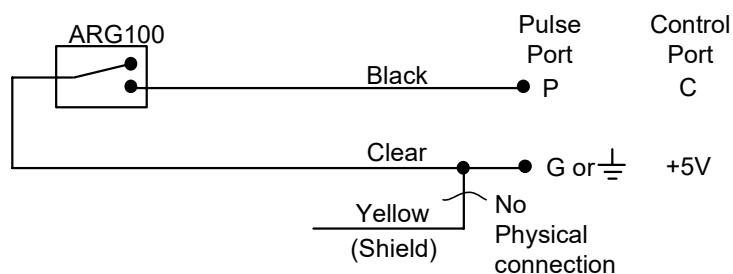 ARG100
Pulse
Port
Control
Port
Black
P
C
Clear
G or
+5V
Yellow
(Shield)
No
Physical
connection